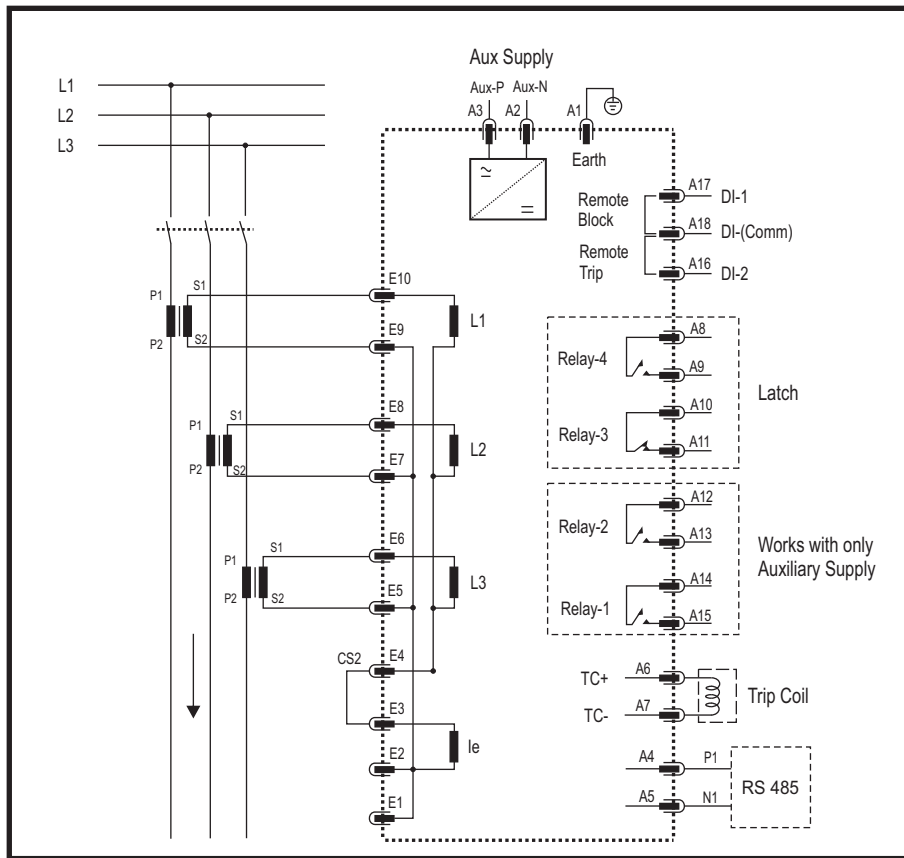 Aux Supply
Aux-P Aux-N
A3 A2 A1
Earth
L1
L2
L3
Remote
Block
Remote
Trip
A17 DI-1
A18 DI-(Comm)
A16 DI-2
P1 S1 E10
P2 S2 E9
L1
P1 S1 E8
P2 S2 E7
L2
P1 S1 E6
P2 S2 E5
L3
CS2 E4
E3
E2
E1
Ie
Relay-4
A8
A9
Relay-3
A10
A11
Latch
Relay-2
A12
A13
Relay-1
A14
A15
Works with only
Auxiliary Supply
TC+ A6
TC- A7
Trip Coil
A4 P1
A5 N1
RS 485